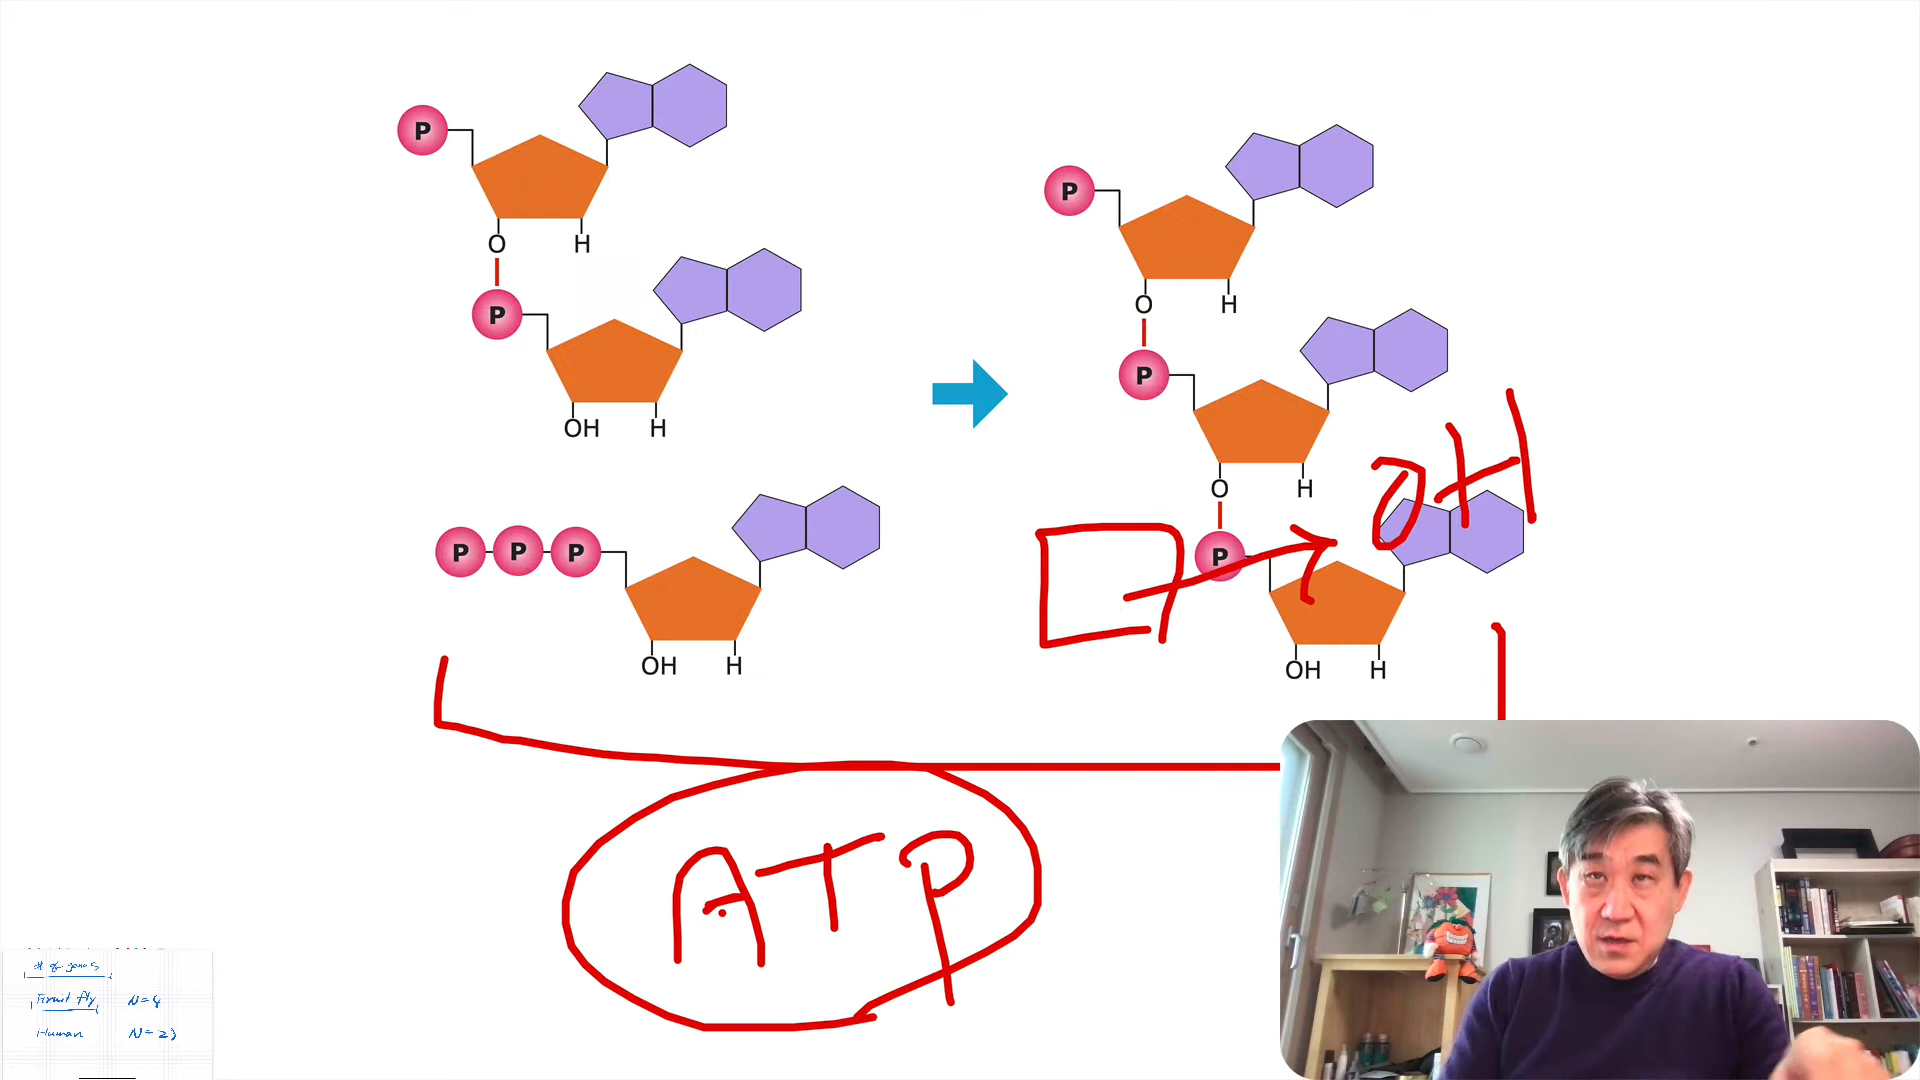 P
O H
P
OH H
P P P
OH H
P
O H
P
O H
P
OH H
OH
ATP
# of genes
Fruit fly N=4
Human N=23